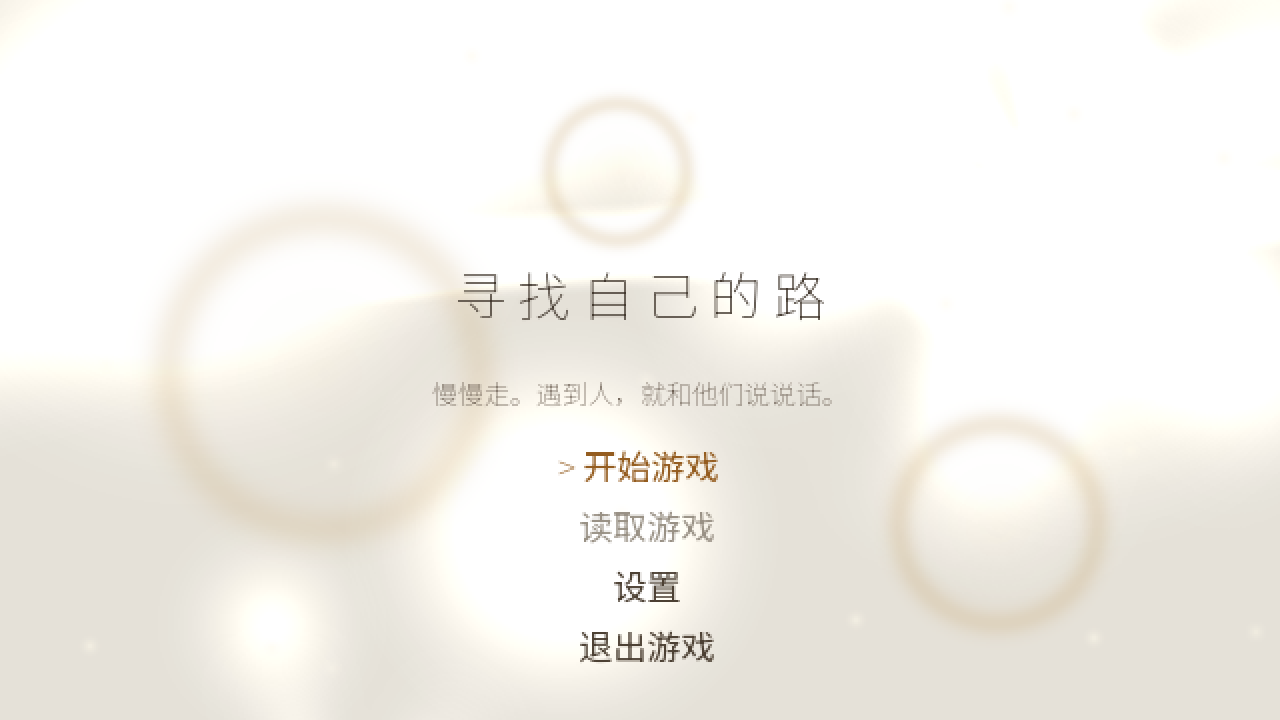 寻找自己的路
慢慢走。遇到人，就和他们说说话。
> 开始游戏
读取游戏
设置
退出游戏